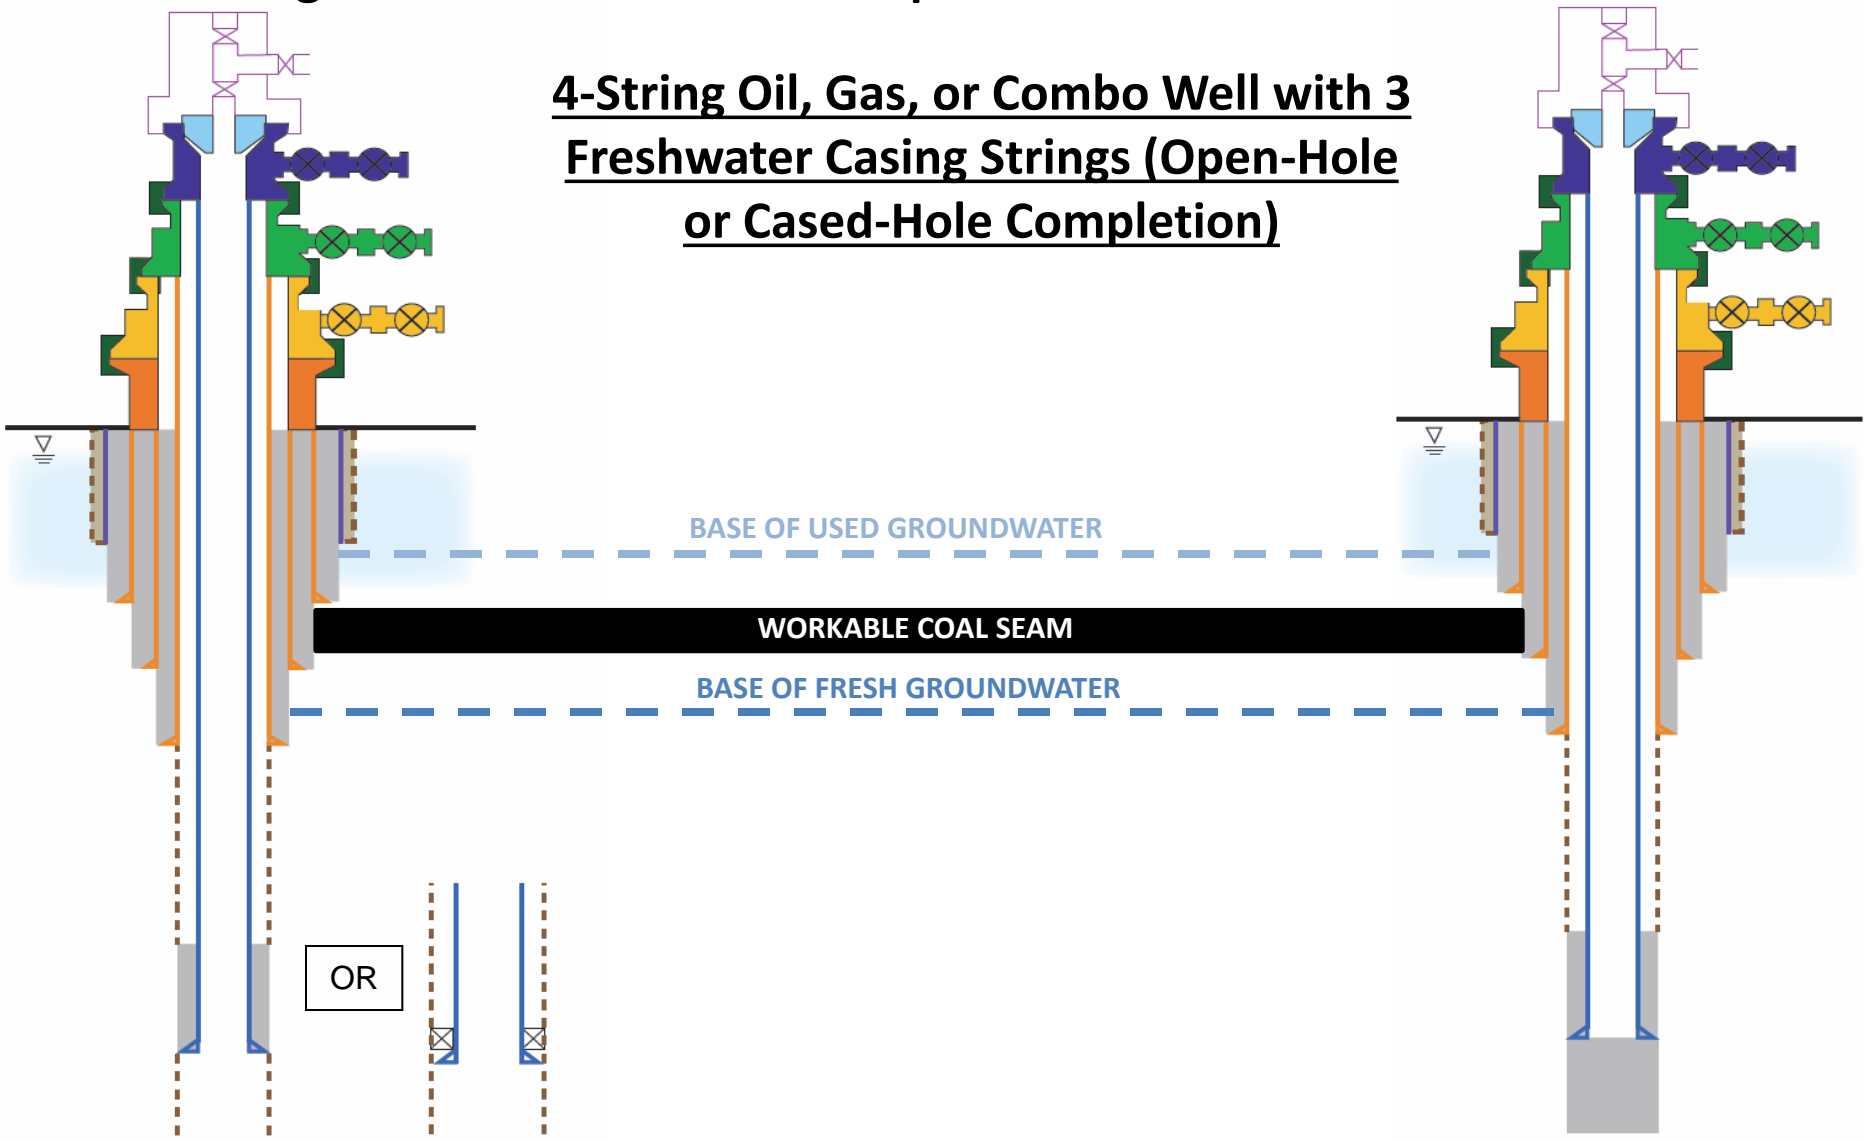 4-String Oil, Gas, or Combo Well with 3
Freshwater Casing Strings (Open-Hole
or Cased-Hole Completion)
BASE OF USED GROUNDWATER
WORKABLE COAL SEAM
BASE OF FRESH GROUNDWATER
OR